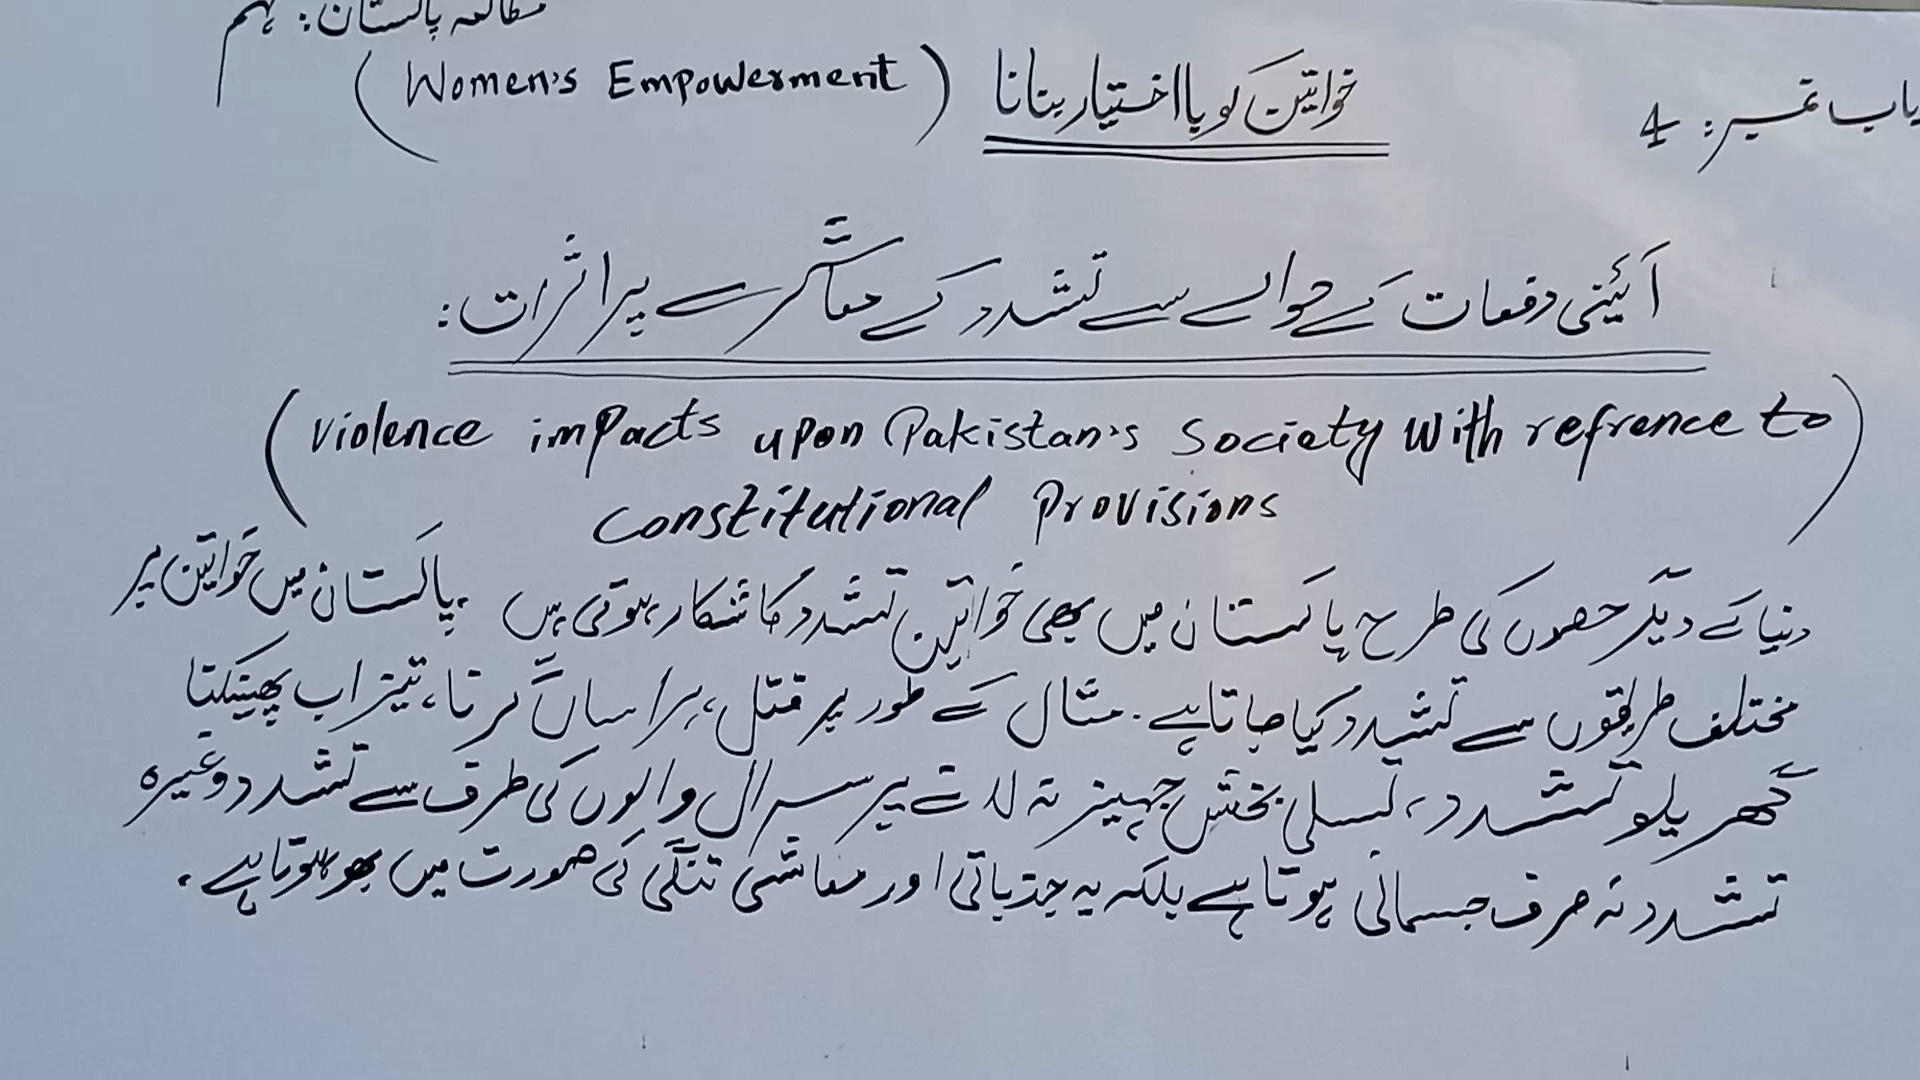 مطالعہ پاکستان: نہم
باب نمبر: 4 خواتین کو بااختیار بنانا (Women's Empowerment)
آئینی دفعات کے حوالے سے تشدد کے معاشرے پر اثرات:
(violence impacts upon Pakistan's Society with refrence to
constitutional Provisions)
دنیا کے دیگر حصوں کی طرح پاکستان میں بھی خواتین تشدد کا شکار ہوتی ہیں ۔ پاکستان میں خواتین پر
مختلف طریقوں سے تشدد کیا جاتا ہے۔ مثال کے طور پر قتل، ہراساں کرنا، تیزاب پھینکنا
گھریلو تشدد، تسلی بخش جہیز نہ لانے پر سسرال والوں کی طرف سے تشدد وغیرہ
تشدد نہ صرف جسمانی ہوتا ہے بلکہ یہ جذباتی اور معاشی تنگی کی صورت میں بھی ہوتا ہے ۔